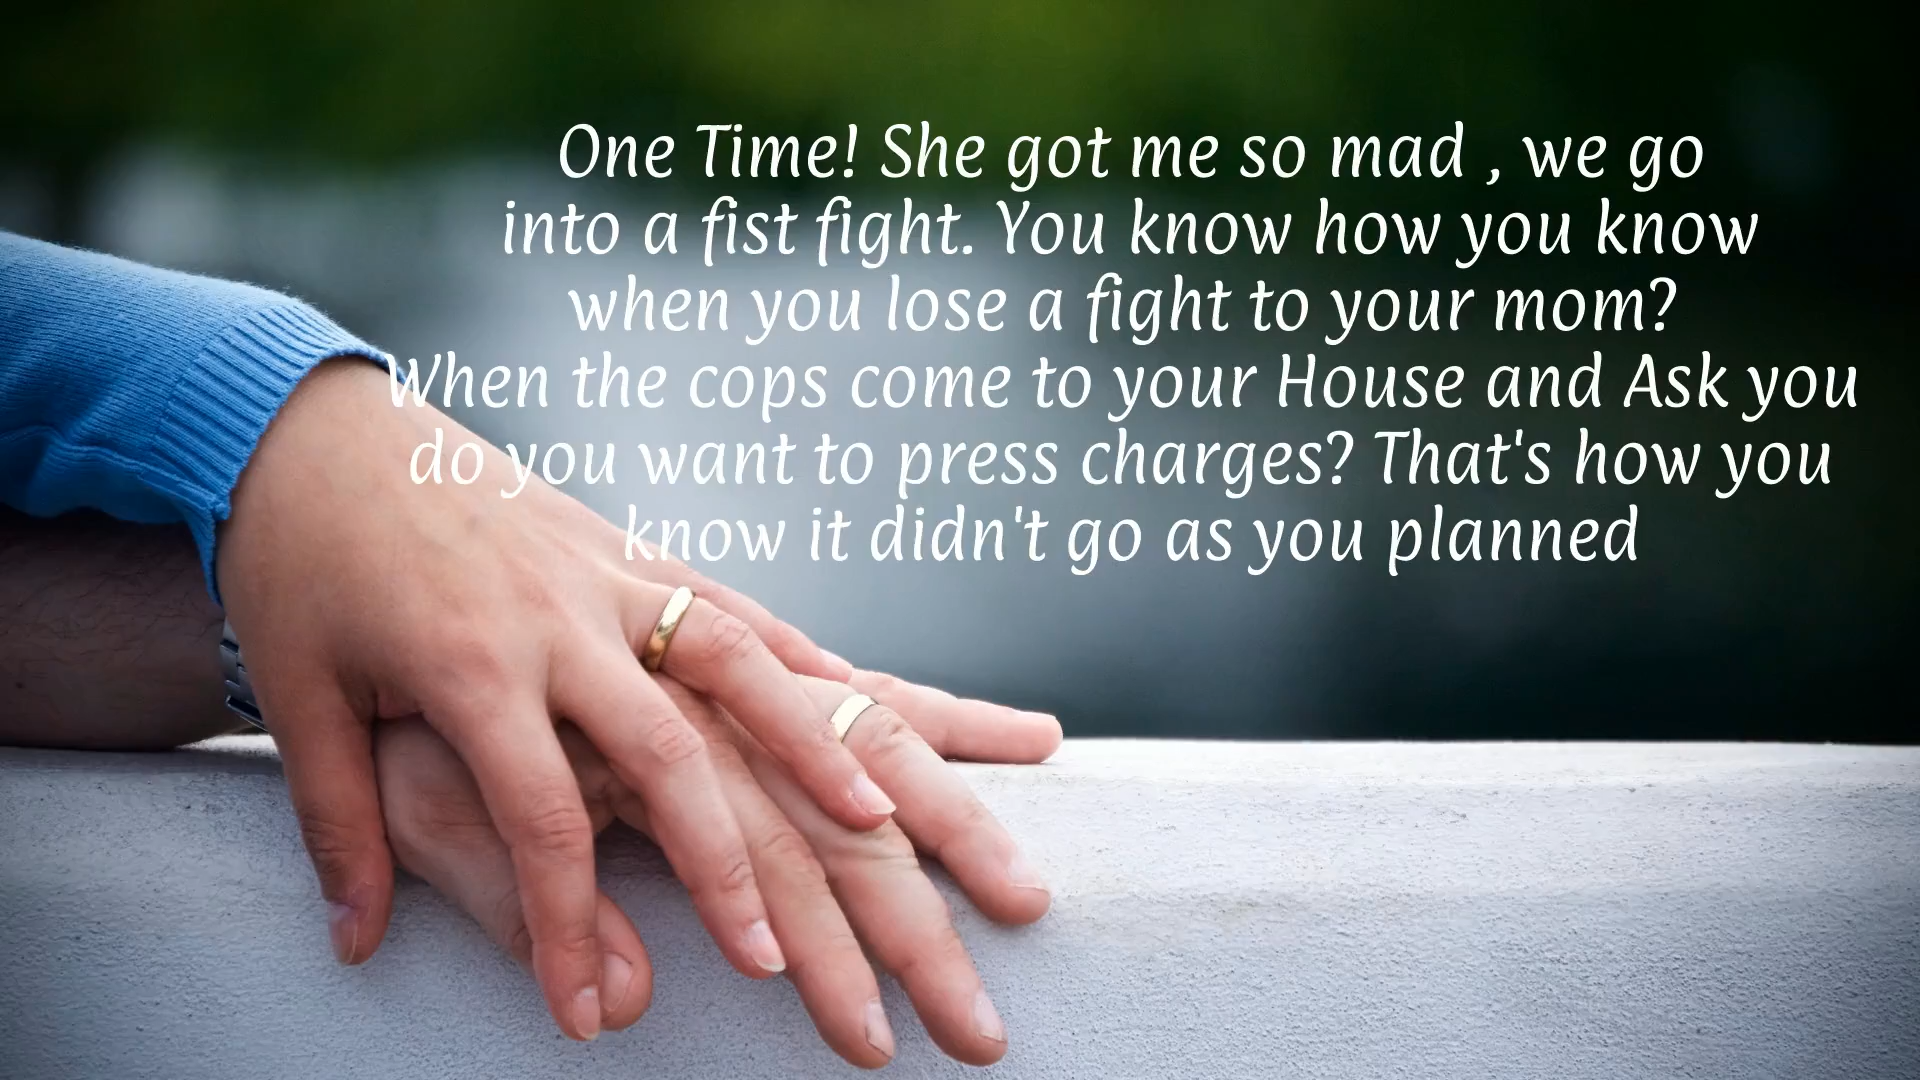 One Time! She got me so mad , we go
into a fist fight. You know how you know
when you lose a fight to your mom?
When the cops come to your House and Ask you
do you want to press charges? That's how you
know it didn't go as you planned